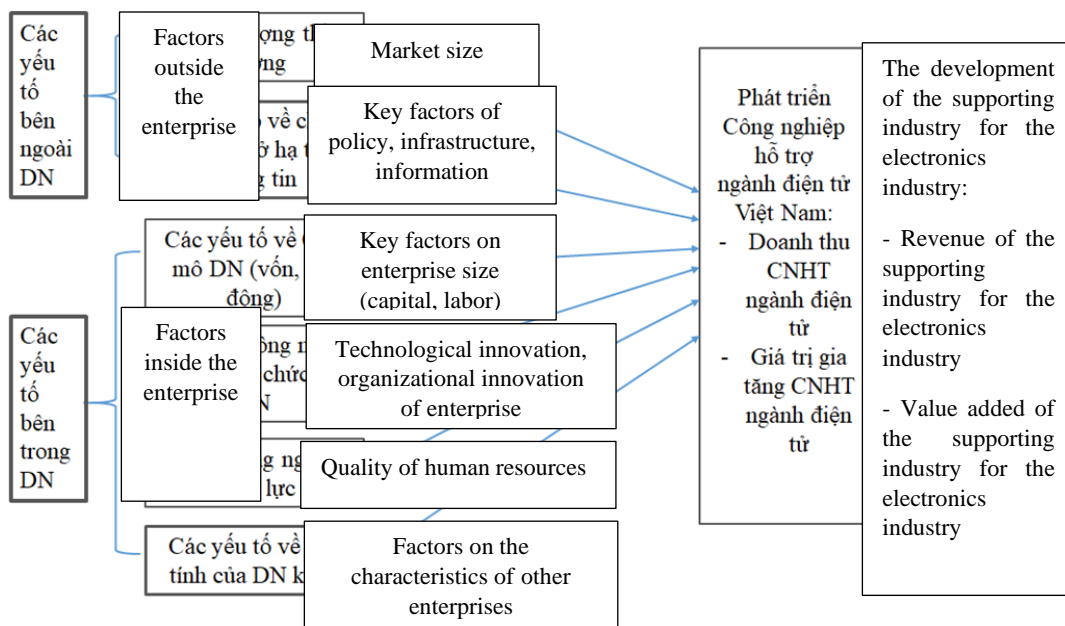 Các
yếu
tố
bên
ngoài
DN
Factors
outside
the
enterprise
Market size
Key factors of
policy, infrastructure,
information
Các yếu tố về
mô DN (vốn,
động)
Key factors on
enterprise size
(capital, labor)
Các
yếu
tố
bên
trong
DN
Factors
inside the
enterprise
chức
Technological innovation,
organizational innovation
of enterprise
lực
Quality of human resources
Các yếu tố về
tính của DN
Factors on the
characteristics of other
enterprises
Phát triển
Công nghiệp
hỗ trợ
ngành điện tử
Việt Nam:
- Doanh thu
CNHT
ngành điện
tử
- Giá trị gia
tăng CNHT
ngành điện
tử
The development
of the supporting
industry for the
electronics
industry:
- Revenue of the
supporting
industry for the
electronics
industry
- Value added of
the supporting
industry for the
electronics
industry